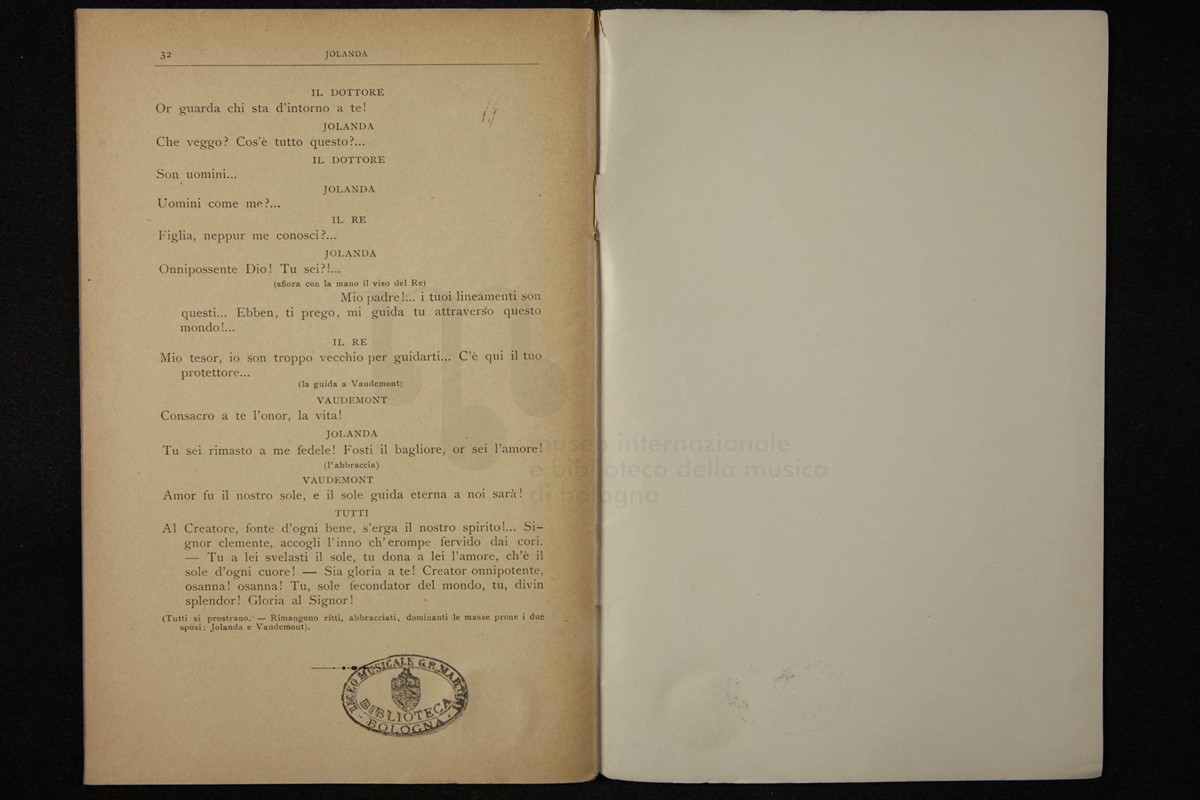 32 JOLANDA
IL DOTTORE
Or guarda chi sta d'intorno a te!
JOLANDA
Che veggo? Cos'è tutto questo?...
IL DOTTORE
Son uomini...
JOLANDA
Uomini come me?...
IL RE
Figlia, neppur me conosci?...
JOLANDA
Onnipossente Dio! Tu sei?!...
(sfiora con la mano il viso del Re)
Mio padre!... i tuoi lineamenti son
questi... Ebben, ti prego, mi guida tu attraverso questo
mondo!...
IL RE
Mio tesor, io son troppo vecchio per guidarti... C'è qui il tuo
protettore...
(la guida a Vaudemont)
VAUDEMONT
Consacro a te l'onor, la vita!
JOLANDA
Tu sei rimasto a me fedele! Fosti il bagliore, or sei l'amore!
(l'abbraccia)
VAUDEMONT
Amor fu il nostro sole, e il sole guida eterna a noi sarà!
TUTTI
Al Creatore, fonte d'ogni bene, s'erga il nostro spirito!... Si-
gnor clemente, accogli l'inno ch'erompe fervido dai cori.
— Tu a lei svelasti il sole, tu dona a lei l'amore, ch'è il
sole d'ogni cuore! — Sia gloria a te! Creator onnipotente,
osanna! osanna! Tu, sole fecondator del mondo, tu, divin
splendor! Gloria al Signor!
(Tutti si prostrano. — Rimangono ritti, abbracciati, dominanti le masse prone i due
sposi: Jolanda e Vaudemont).
LICEO MUSICALE G.B. MARTINI
BIBLIOTECA
BOLOGNA
museo internazionale
e biblioteca della musica
di bologna